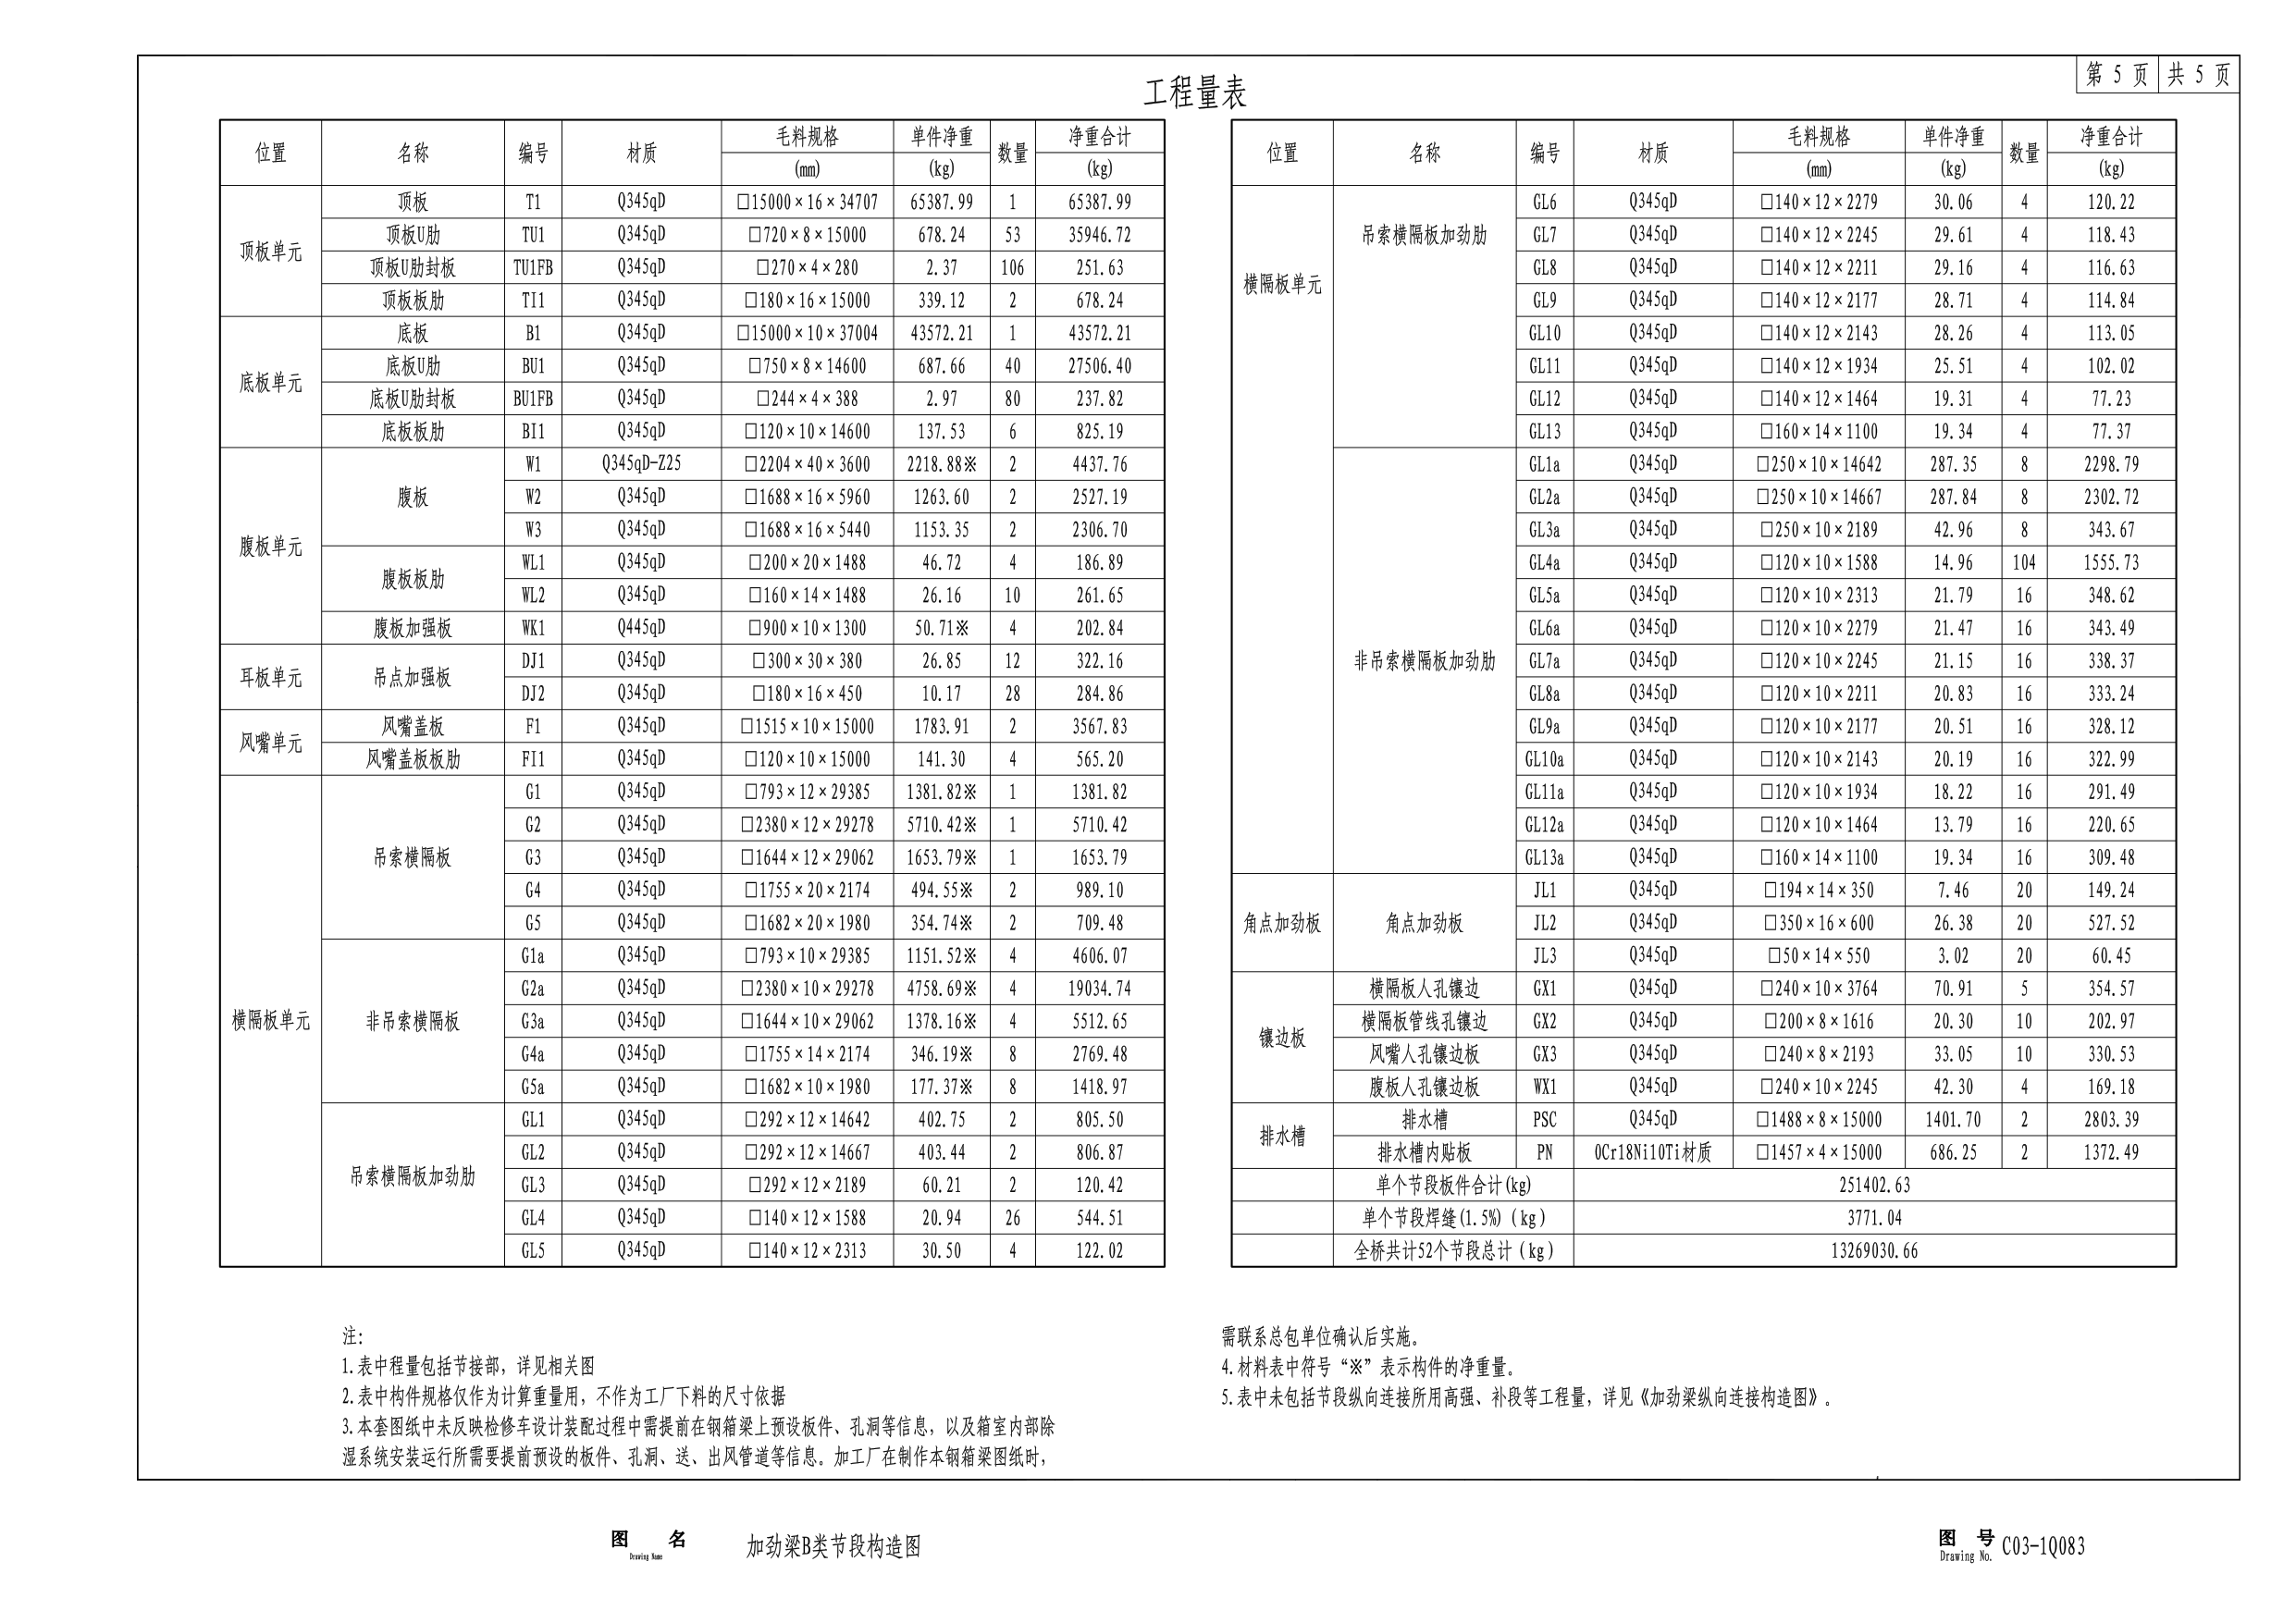 第 5 页 共 5 页
工程量表
位置 名称 编号 材质 毛料规格 (mm) 单件净重 (kg) 数量 净重合计 (kg)
顶板单元 顶板 T1 Q345qD □15000×16×34707 65387.99 1 65387.99
顶板U肋 TU1 Q345qD □720×8×15000 678.24 53 35946.72
顶板U肋封板 TU1FB Q345qD □270×4×280 2.37 106 251.63
顶板板肋 TI1 Q345qD □180×16×15000 339.12 2 678.24
底板单元 底板 B1 Q345qD □15000×10×37004 43572.21 1 43572.21
底板U肋 BU1 Q345qD □750×8×14600 687.66 40 27506.40
底板U肋封板 BU1FB Q345qD □244×4×388 2.97 80 237.82
底板板肋 BI1 Q345qD □120×10×14600 137.53 6 825.19
腹板单元 腹板 W1 Q345qD-Z25 □2204×40×3600 2218.88※ 2 4437.76
W2 Q345qD □1688×16×5960 1263.60 2 2527.19
W3 Q345qD □1688×16×5440 1153.35 2 2306.70
腹板板肋 WL1 Q345qD □200×20×1488 46.72 4 186.89
WL2 Q345qD □160×14×1488 26.16 10 261.65
腹板加强板 WK1 Q445qD □900×10×1300 50.71※ 4 202.84
耳板单元 吊点加强板 DJ1 Q345qD □300×30×380 26.85 12 322.16
DJ2 Q345qD □180×16×450 10.17 28 284.86
风嘴单元 风嘴盖板 F1 Q345qD □1515×10×15000 1783.91 2 3567.83
风嘴盖板板肋 FI1 Q345qD □120×10×15000 141.30 4 565.20
横隔板单元 吊索横隔板 G1 Q345qD □793×12×29385 1381.82※ 1 1381.82
G2 Q345qD □2380×12×29278 5710.42※ 1 5710.42
G3 Q345qD □1644×12×29062 1653.79※ 1 1653.79
G4 Q345qD □1755×20×2174 494.55※ 2 989.10
G5 Q345qD □1682×20×1980 354.74※ 2 709.48
非吊索横隔板 G1a Q345qD □793×10×29385 1151.52※ 4 4606.07
G2a Q345qD □2380×10×29278 4758.69※ 4 19034.74
G3a Q345qD □1644×10×29062 1378.16※ 4 5512.65
G4a Q345qD □1755×14×2174 346.19※ 8 2769.48
G5a Q345qD □1682×10×1980 177.37※ 8 1418.97
吊索横隔板加劲肋 GL1 Q345qD □292×12×14642 402.75 2 805.50
GL2 Q345qD □292×12×14667 403.44 2 806.87
GL3 Q345qD □292×12×2189 60.21 2 120.42
GL4 Q345qD □140×12×1588 20.94 26 544.51
GL5 Q345qD □140×12×2313 30.50 4 122.02
位置 名称 编号 材质 毛料规格 (mm) 单件净重 (kg) 数量 净重合计 (kg)
横隔板单元 吊索横隔板加劲肋 GL6 Q345qD □140×12×2279 30.06 4 120.22
GL7 Q345qD □140×12×2245 29.61 4 118.43
GL8 Q345qD □140×12×2211 29.16 4 116.63
GL9 Q345qD □140×12×2177 28.71 4 114.84
GL10 Q345qD □140×12×2143 28.26 4 113.05
GL11 Q345qD □140×12×1934 25.51 4 102.02
GL12 Q345qD □140×12×1464 19.31 4 77.23
GL13 Q345qD □160×14×1100 19.34 4 77.37
非吊索横隔板加劲肋 GL1a Q345qD □250×10×14642 287.35 8 2298.79
GL2a Q345qD □250×10×14667 287.84 8 2302.72
GL3a Q345qD □250×10×2189 42.96 8 343.67
GL4a Q345qD □120×10×1588 14.96 104 1555.73
GL5a Q345qD □120×10×2313 21.79 16 348.62
GL6a Q345qD □120×10×2279 21.47 16 343.49
GL7a Q345qD □120×10×2245 21.15 16 338.37
GL8a Q345qD □120×10×2211 20.83 16 333.24
GL9a Q345qD □120×10×2177 20.51 16 328.12
GL10a Q345qD □120×10×2143 20.19 16 322.99
GL11a Q345qD □120×10×1934 18.22 16 291.49
GL12a Q345qD □120×10×1464 13.79 16 220.65
GL13a Q345qD □160×14×1100 19.34 16 309.48
角点加劲板 角点加劲板 JL1 Q345qD □194×14×350 7.46 20 149.24
JL2 Q345qD □350×16×600 26.38 20 527.52
JL3 Q345qD □50×14×550 3.02 20 60.45
镶边板 横隔板人孔镶边 GX1 Q345qD □240×10×3764 70.91 5 354.57
横隔板管线孔镶边 GX2 Q345qD □200×8×1616 20.30 10 202.97
风嘴人孔镶边板 GX3 Q345qD □240×8×2193 33.05 10 330.53
腹板人孔镶边板 WX1 Q345qD □240×10×2245 42.30 4 169.18
排水槽 排水槽 PSC Q345qD □1488×8×15000 1401.70 2 2803.39
排水槽内贴板 PN 0Cr18Ni10Ti材质 □1457×4×15000 686.25 2 1372.49
单个节段板件合计(kg) 251402.63
单个节段焊缝(1.5%)(kg) 3771.04
全桥共计52个节段总计(kg) 13269030.66
注:
1.表中程量包括节接部,详见相关图
2.表中构件规格仅作为计算重量用,不作为工厂下料的尺寸依据
3.本套图纸中未反映检修车设计装配过程中需提前在钢箱梁上预设板件、孔洞等信息,以及箱室内部除
湿系统安装运行所需要提前预设的板件、孔洞、送、出风管道等信息。加工厂在制作本钢箱梁图纸时,
需联系总包单位确认后实施。
4.材料表中符号“※”表示构件的净重量。
5.表中未包括节段纵向连接所用高强、补段等工程量,详见《加劲梁纵向连接构造图》。
图 名 加劲梁B类节段构造图
Drawing Name
图 号 C03-1Q083
Drawing No.